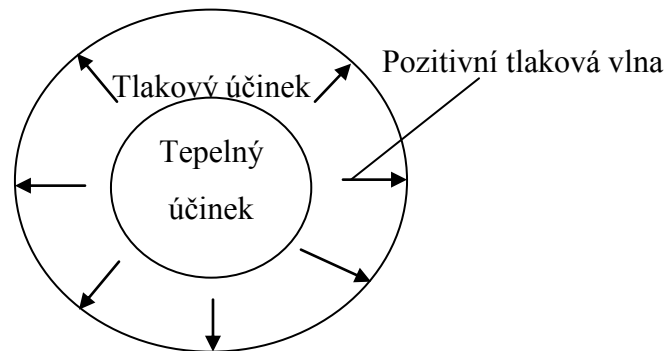 Pozitivní tlaková vlna
Tlakový účinek
Tepelný
účinek